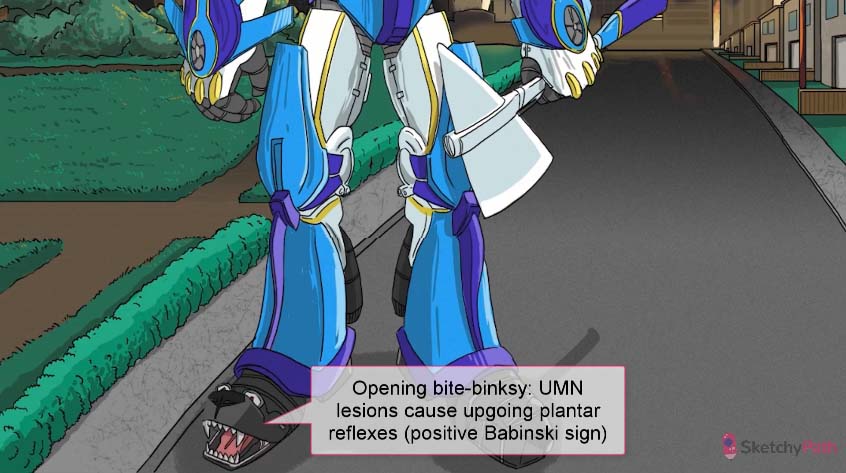 Opening bite-binksy: UMN
lesions cause upgoing plantar
reflexes (positive Babinski sign)
SketchyPath